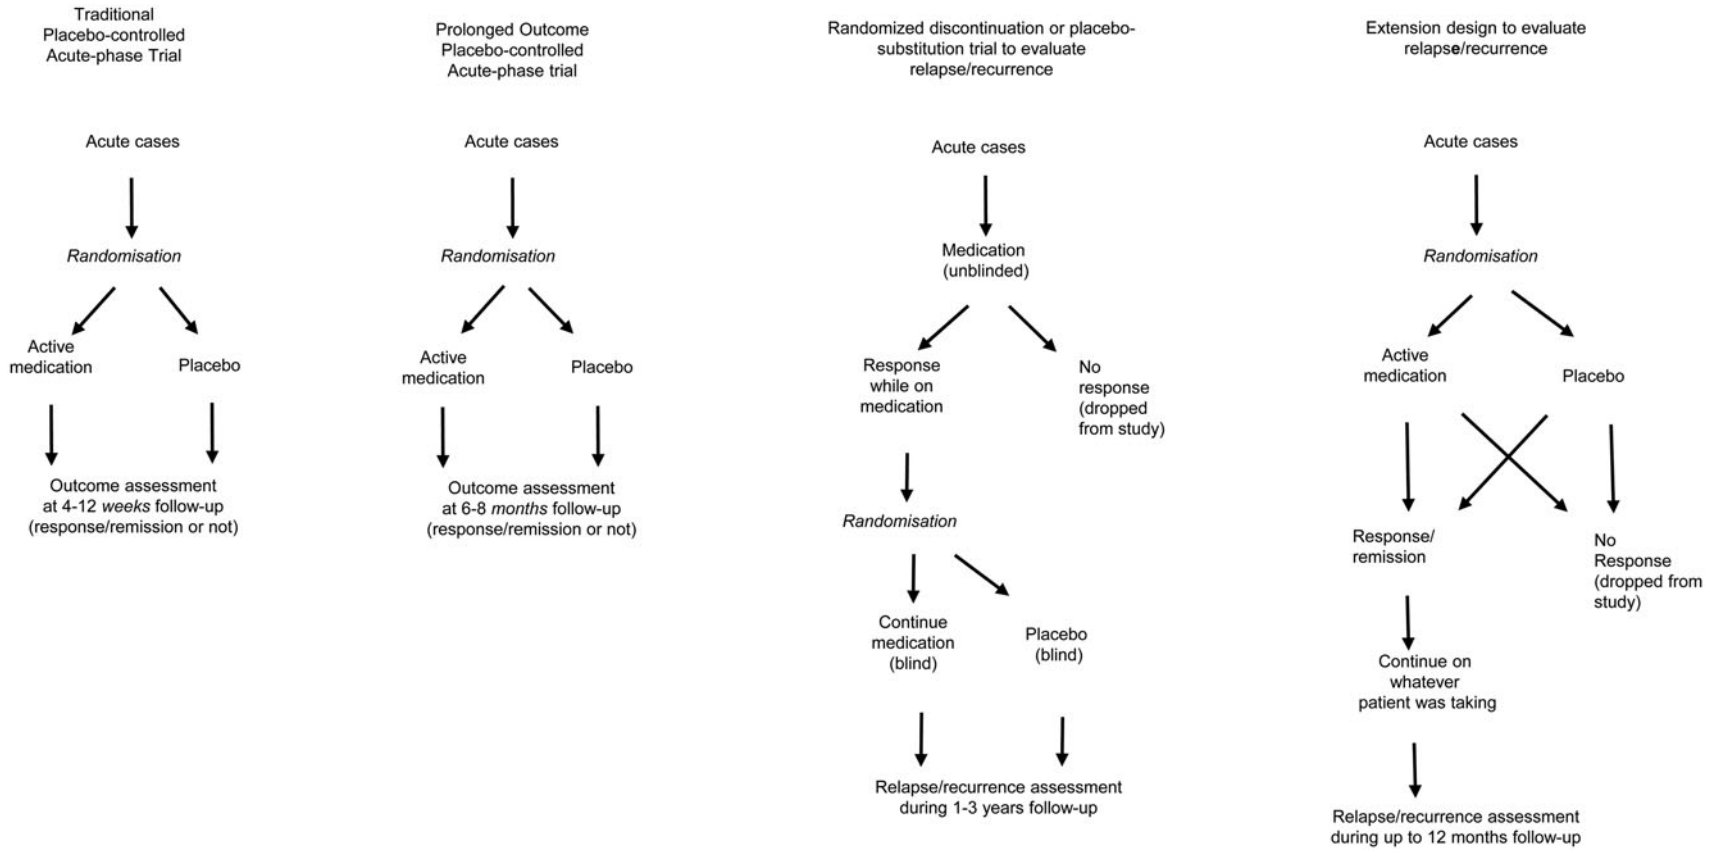 Traditional
Placebo-controlled
Acute-phase Trial
Acute cases
Randomisation
Active
medication
Placebo
Outcome assessment
at 4-12 weeks follow-up
(response/remission or not)
Prolonged Outcome
Placebo-controlled
Acute-phase trial
Acute cases
Randomisation
Active
medication
Placebo
Outcome assessment
at 6-8 months follow-up
(response/remission or not)
Randomized discontinuation or placebo-
substitution trial to evaluate
relapse/recurrence
Acute cases
Medication
(unblinded)
Response
while on
medication
No
response
(dropped
from study)
Randomisation
Continue
medication
(blind)
Placebo
(blind)
Relapse/recurrence assessment
during 1-3 years follow-up
Extension design to evaluate
relapse/recurrence
Acute cases
Randomisation
Active
medication
Placebo
Response/
remission
No
Response
(dropped from
study)
Continue on
whatever
patient was taking
Relapse/recurrence assessment
during up to 12 months follow-up